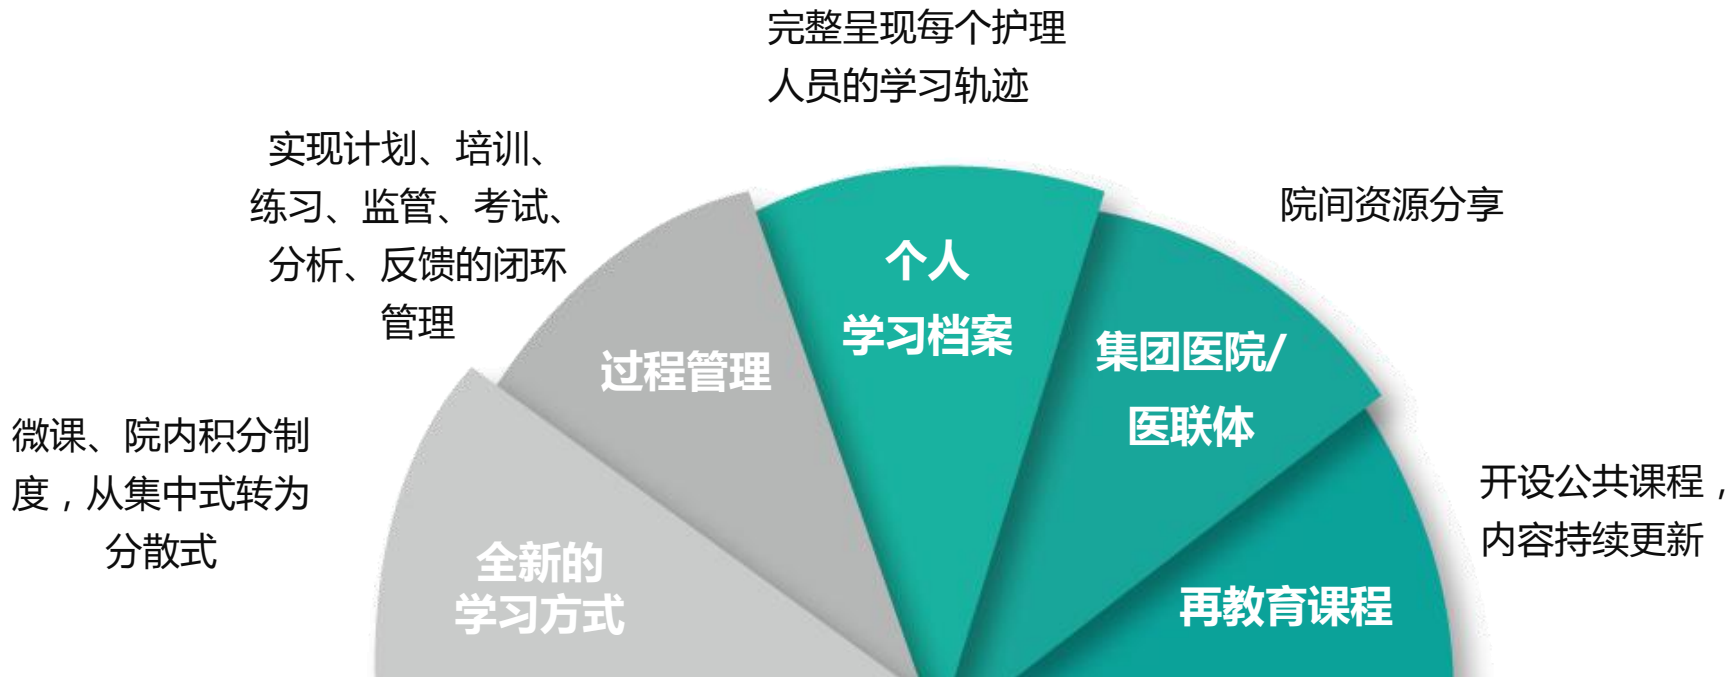 完整呈现每个护理
人员的学习轨迹
实现计划、培训、
练习、监管、考试、
分析、反馈的闭环
管理
院间资源分享
个人
学习档案
过程管理
集团医院/
医联体
微课、院内积分制
度，从集中式转为
分散式
开设公共课程，
内容持续更新
全新的
学习方式
再教育课程